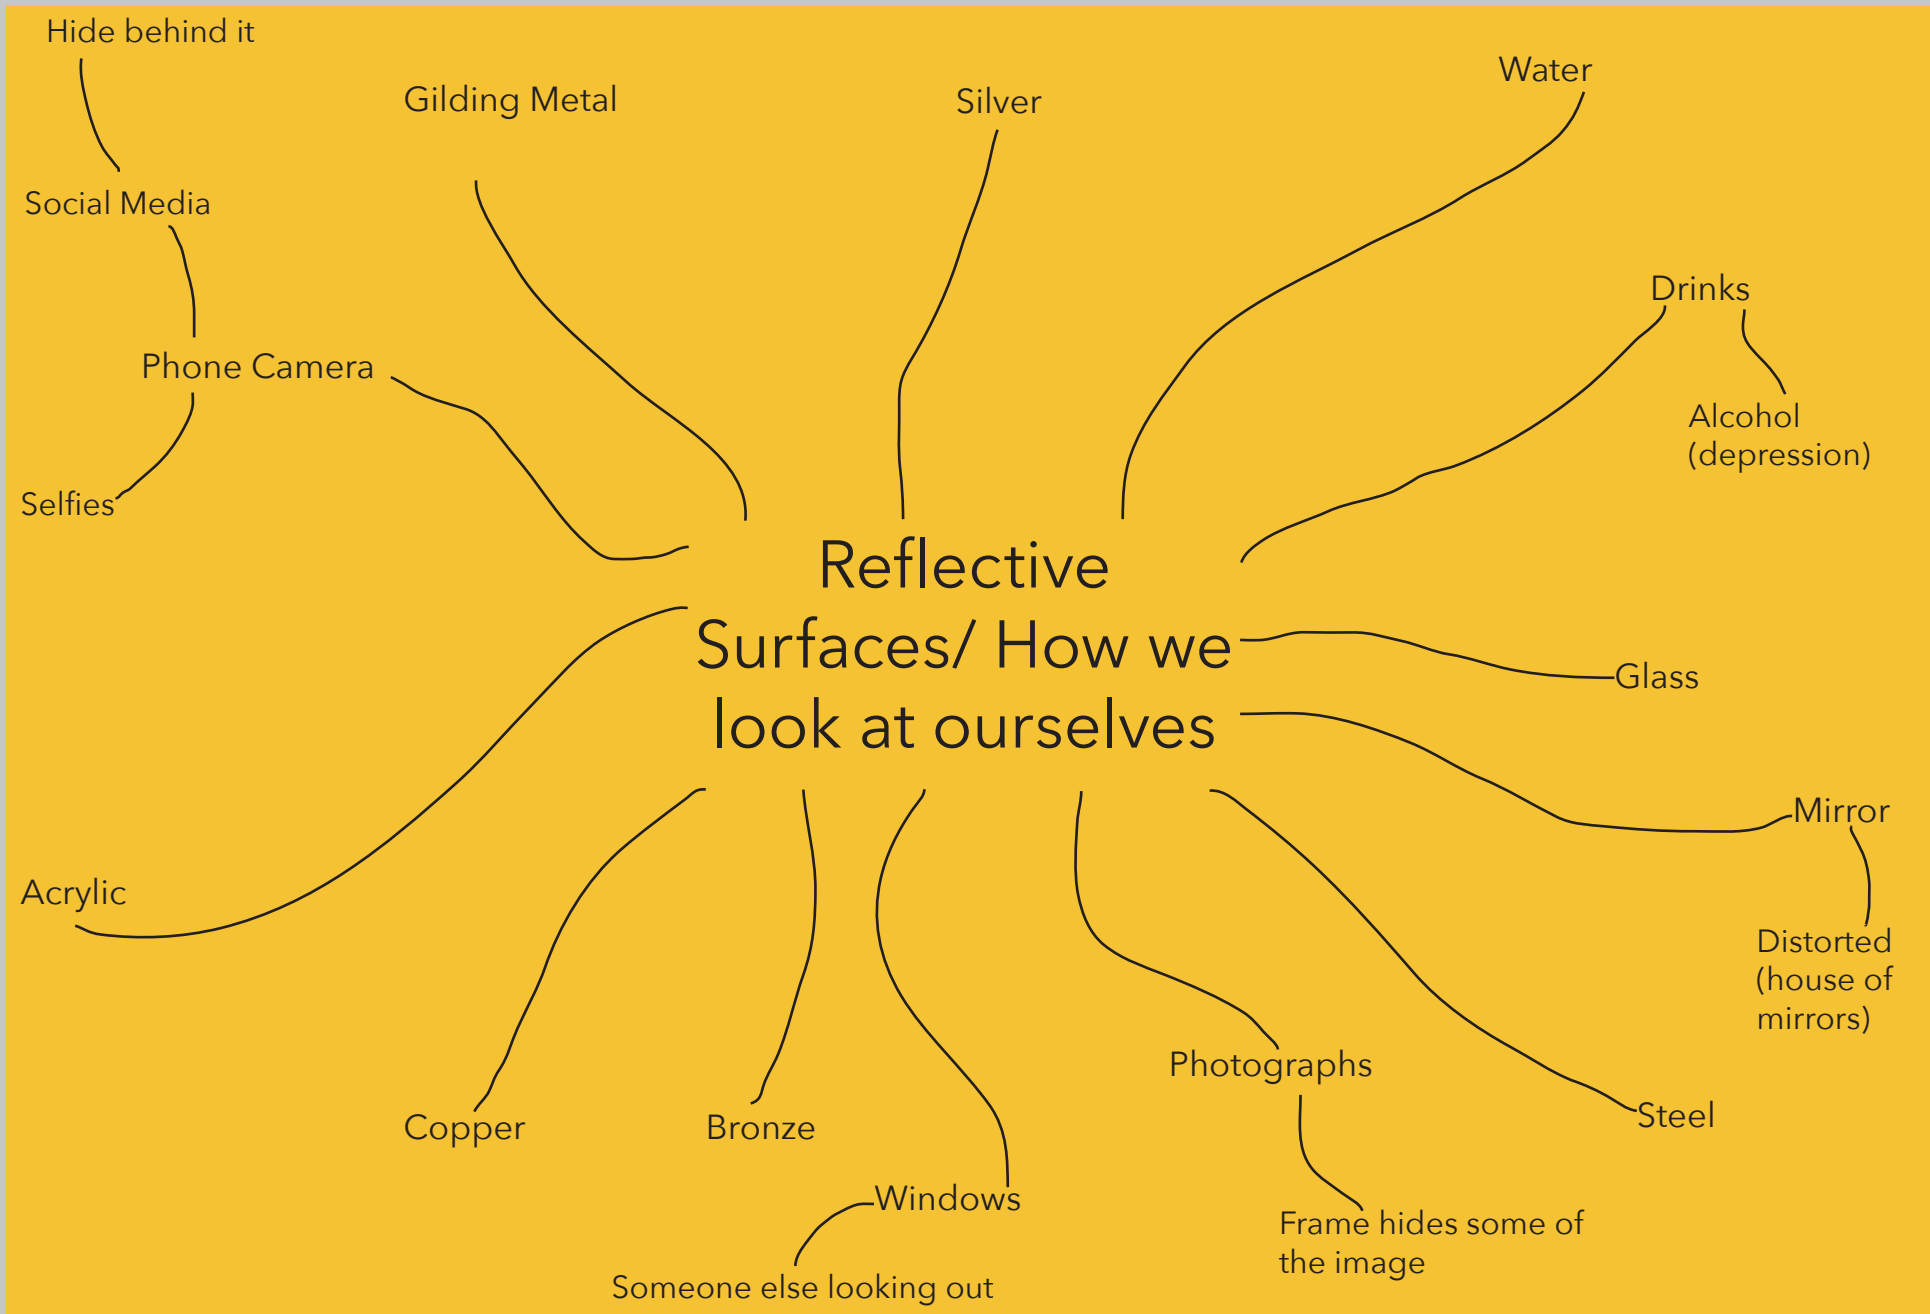 Hide behind it
Gilding Metal
Silver
Water
Social Media
Drinks
Phone Camera
Alcohol
(depression)
Selfies
Reflective
Surfaces/ How we
look at ourselves
Glass
Mirror
Acrylic
Distorted
(house of
mirrors)
Photographs
Steel
Copper
Bronze
Windows
Frame hides some of
the image
Someone else looking out